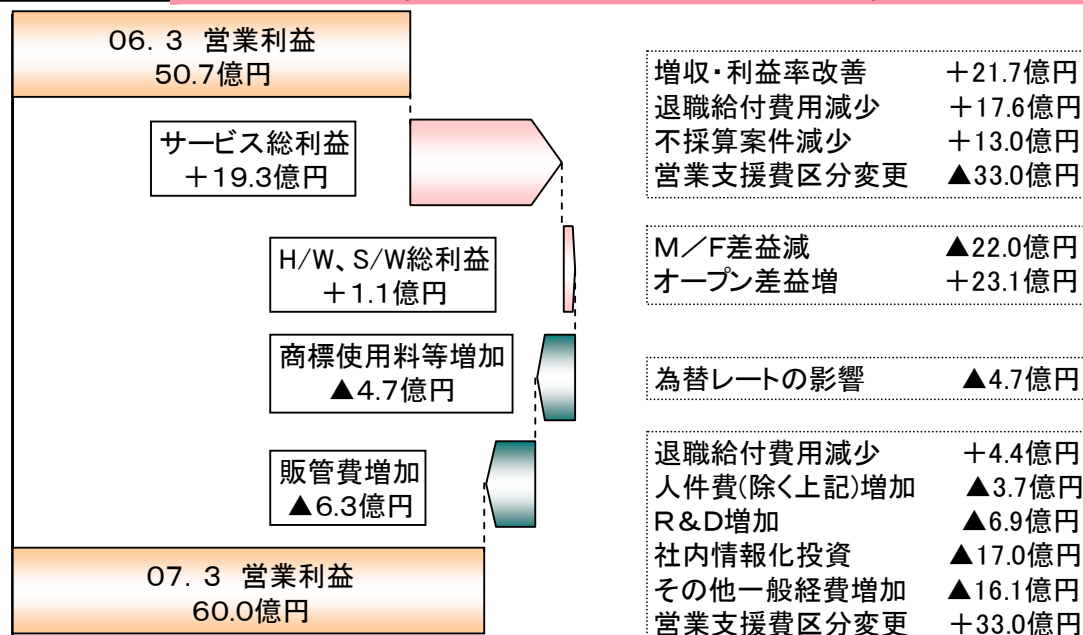 06. 3 営業利益
50.7億円
サービス総利益
+19.3億円
増収・利益率改善 +21.7億円
退職給付費用減少 +17.6億円
不採算案件減少 +13.0億円
営業支援費区分変更 ▲33.0億円
H/W、S/W総利益
+1.1億円
M/F差益減 ▲22.0億円
オープン差益増 +23.1億円
商標使用料等増加
▲4.7億円
為替レートの影響 ▲4.7億円
販管費増加
▲6.3億円
退職給付費用減少 +4.4億円
人件費(除く上記)増加 ▲3.7億円
R&D増加 ▲6.9億円
社内情報化投資 ▲17.0億円
その他一般経費増加 ▲16.1億円
営業支援費区分変更 +33.0億円
07. 3 営業利益
60.0億円